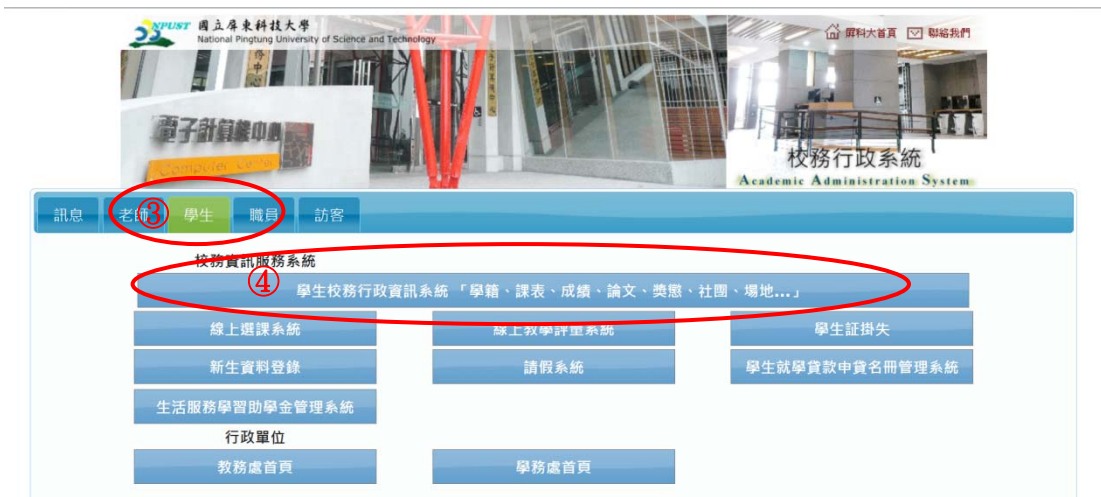 NPUST 國立屏東科技大學
National Pingtung University of Science and Technology
屏科大首頁 聯絡我們
電子計算機中心
Computer Center
校務行政系統
Academic Administration System
訊息 老師 學生 職員 訪客
③
校務資訊服務系統
④
學生校務行政資訊系統 「學籍、課表、成績、論文、獎懲、社團、場地...」
線上選課系統 線上教學評量系統 學生証掛失
新生資料登錄 請假系統 學生就學貸款申貸名冊管理系統
生活服務學習助學金管理系統
行政單位
教務處首頁 學務處首頁